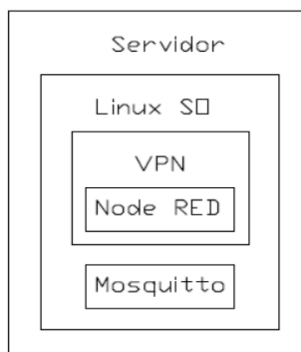 Servidor
Linux SO
VPN
Node RED
Mosquitto